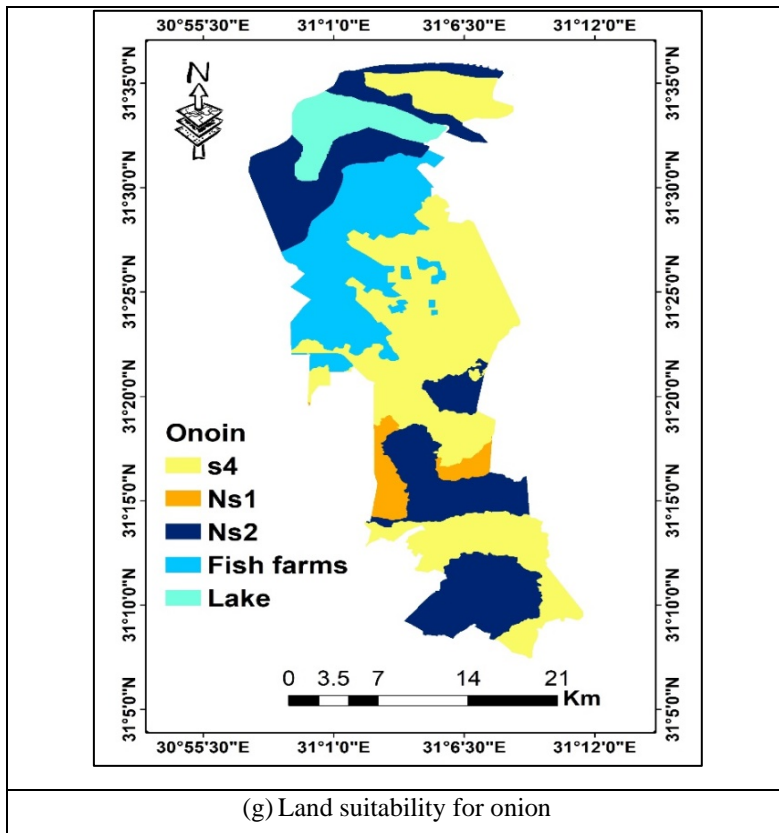 30°55'30"E 31°1'0"E 31°6'30"E 31°12'0"E
N
31°35'0"N 31°35'0"N
31°30'0"N 31°30'0"N
31°25'0"N 31°25'0"N
31°20'0"N 31°20'0"N
31°15'0"N 31°15'0"N
31°10'0"N 31°10'0"N
31°5'0"N 31°5'0"N
Onoin
s4
Ns1
Ns2
Fish farms
Lake
0 3.5 7 14 21
Km
30°55'30"E 31°1'0"E 31°6'30"E 31°12'0"E
(g) Land suitability for onion